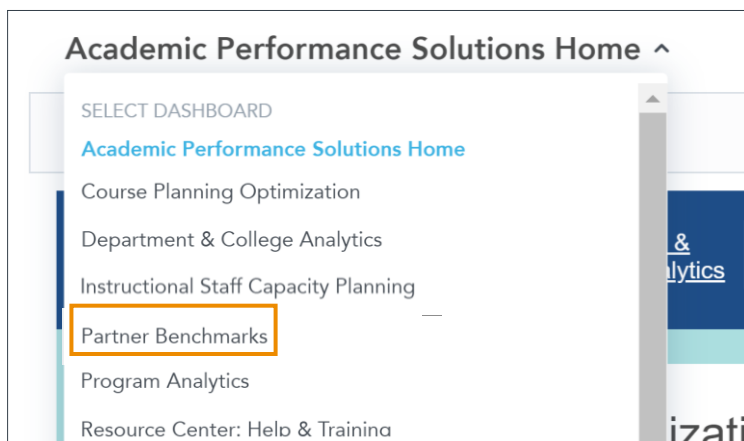 Academic Performance Solutions Home
SELECT DASHBOARD
Academic Performance Solutions Home
Course Planning Optimization
Department & College Analytics
&
Instructional Staff Capacity Planning
Partner Benchmarks
Program Analytics
Resource Center: Help & Training